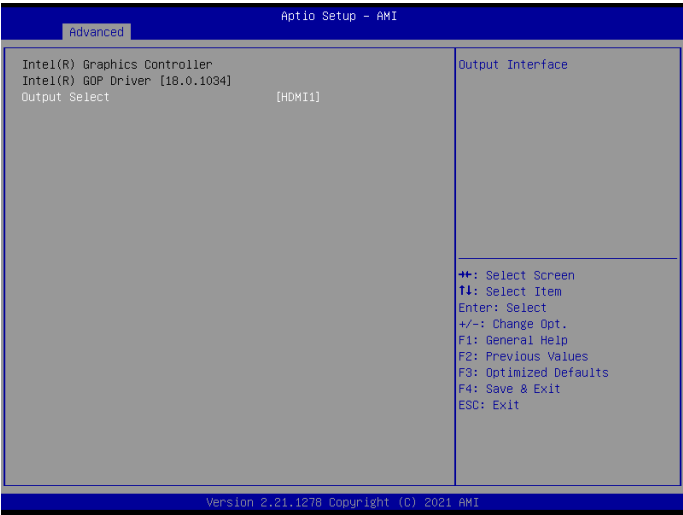 Aptio Setup – AMI
Advanced
Intel(R) Graphics Controller
Intel(R) GOP Driver [18.0.1034]
Output Select [HDMI1]
Output Interface
→←: Select Screen
↑↓: Select Item
Enter: Select
+/-: Change Opt.
F1: General Help
F2: Previous Values
F3: Optimized Defaults
F4: Save & Exit
ESC: Exit
Version 2.21.1278 Copyright (C) 2021 AMI